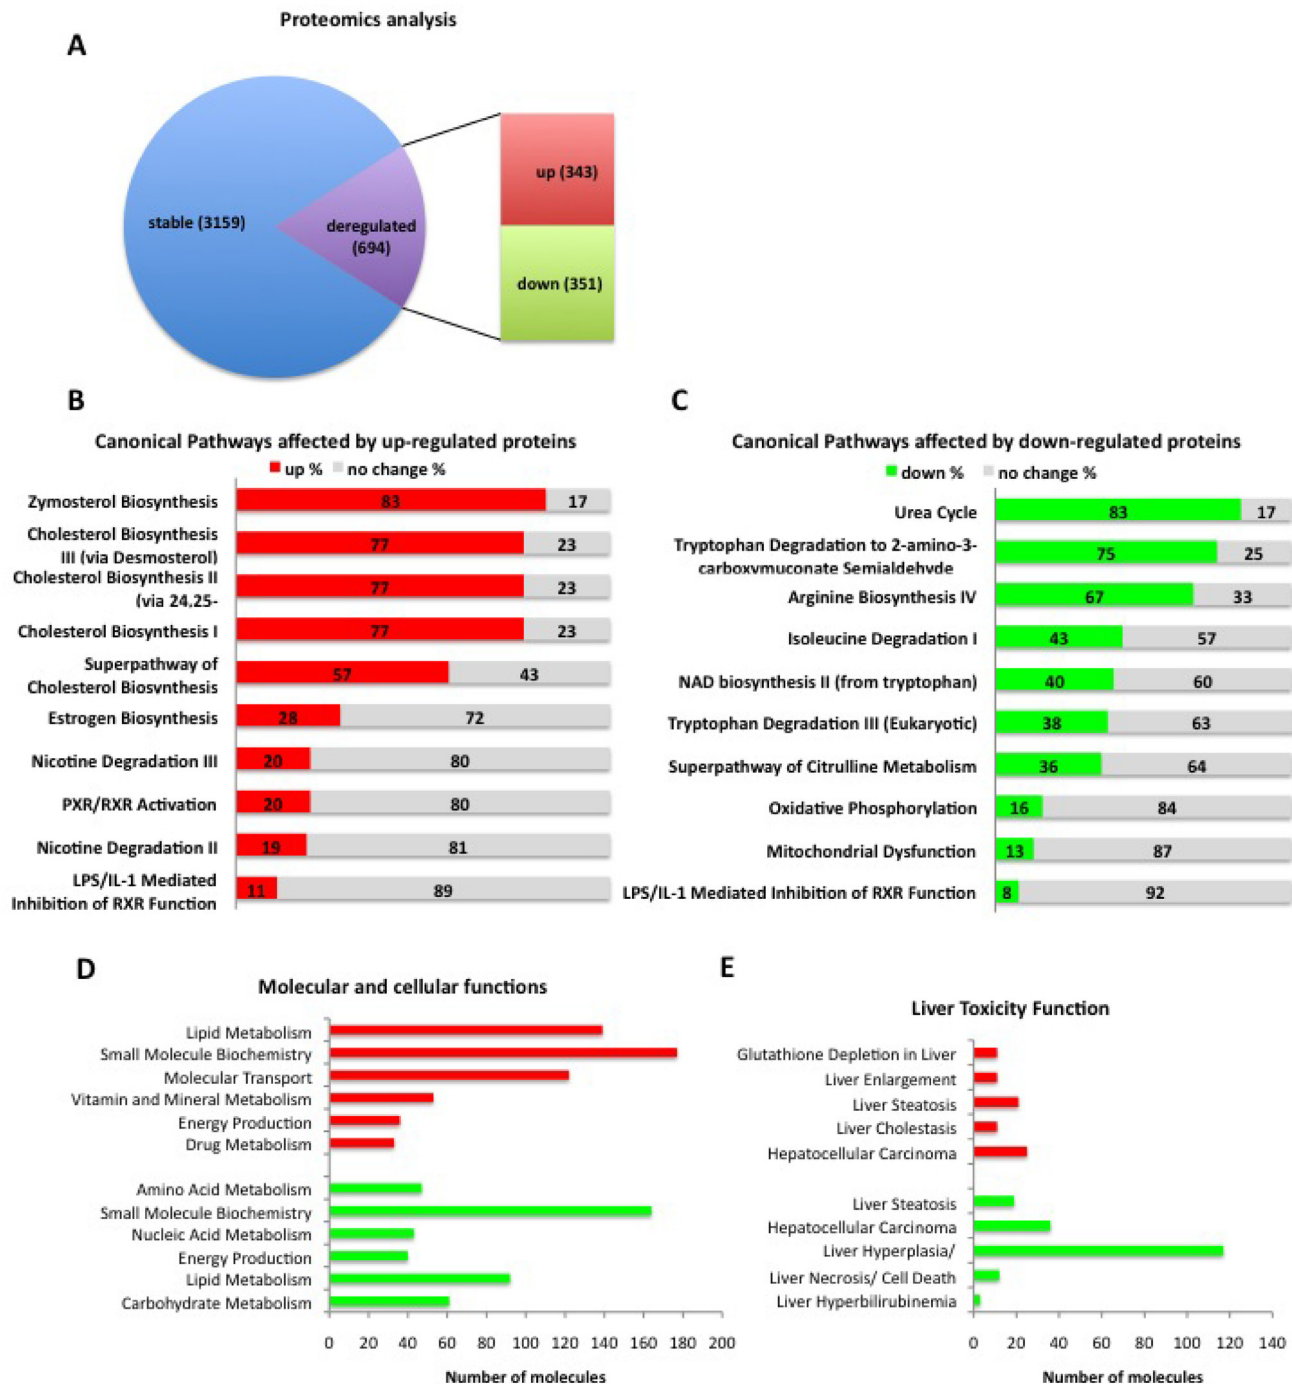 Proteomics analysis
A
stable (3159)
deregulated
(694)
up (343)
down (351)
B
Canonical Pathways affected by up-regulated proteins
up % no change %
Zymosterol Biosynthesis 83 17
Cholesterol Biosynthesis
III (via Desmosterol) 77 23
Cholesterol Biosynthesis II
(via 24,25- 77 23
Cholesterol Biosynthesis I 77 23
Superpathway of
Cholesterol Biosynthesis 57 43
Estrogen Biosynthesis 28 72
Nicotine Degradation III 20 80
PXR/RXR Activation 20 80
Nicotine Degradation II 19 81
LPS/IL-1 Mediated
Inhibition of RXR Function 11 89
C
Canonical Pathways affected by down-regulated proteins
down % no change %
Urea Cycle 83 17
Tryptophan Degradation to 2-amino-3-
carboxymuconate Semialdehyde 75 25
Arginine Biosynthesis IV 67 33
Isoleucine Degradation I 43 57
NAD biosynthesis II (from tryptophan) 40 60
Tryptophan Degradation III (Eukaryotic) 38 63
Superpathway of Citrulline Metabolism 36 64
Oxidative Phosphorylation 16 84
Mitochondrial Dysfunction 13 87
LPS/IL-1 Mediated Inhibition of RXR Function 8 92
D
Molecular and cellular functions
Lipid Metabolism
Small Molecule Biochemistry
Molecular Transport
Vitamin and Mineral Metabolism
Energy Production
Drug Metabolism
Amino Acid Metabolism
Small Molecule Biochemistry
Nucleic Acid Metabolism
Energy Production
Lipid Metabolism
Carbohydrate Metabolism
0 20 40 60 80 100 120 140 160 180 200
Number of molecules
E
Liver Toxicity Function
Glutathione Depletion in Liver
Liver Enlargement
Liver Steatosis
Liver Cholestasis
Hepatocellular Carcinoma
Liver Steatosis
Hepatocellular Carcinoma
Liver Hyperplasia/
Liver Necrosis/ Cell Death
Liver Hyperbilirubinemia
0 20 40 60 80 100 120 140
Number of molecules